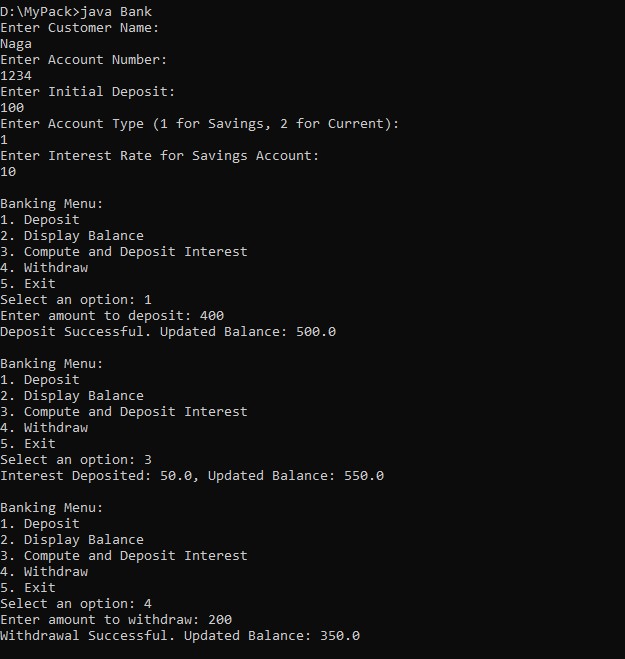 D:\MyPack>java Bank
Enter Customer Name:
Naga
Enter Account Number:
1234
Enter Initial Deposit:
100
Enter Account Type (1 for Savings, 2 for Current):
1
Enter Interest Rate for Savings Account:
10

Banking Menu:
1. Deposit
2. Display Balance
3. Compute and Deposit Interest
4. Withdraw
5. Exit
Select an option: 1
Enter amount to deposit: 400
Deposit Successful. Updated Balance: 500.0

Banking Menu:
1. Deposit
2. Display Balance
3. Compute and Deposit Interest
4. Withdraw
5. Exit
Select an option: 3
Interest Deposited: 50.0, Updated Balance: 550.0

Banking Menu:
1. Deposit
2. Display Balance
3. Compute and Deposit Interest
4. Withdraw
5. Exit
Select an option: 4
Enter amount to withdraw: 200
Withdrawal Successful. Updated Balance: 350.0